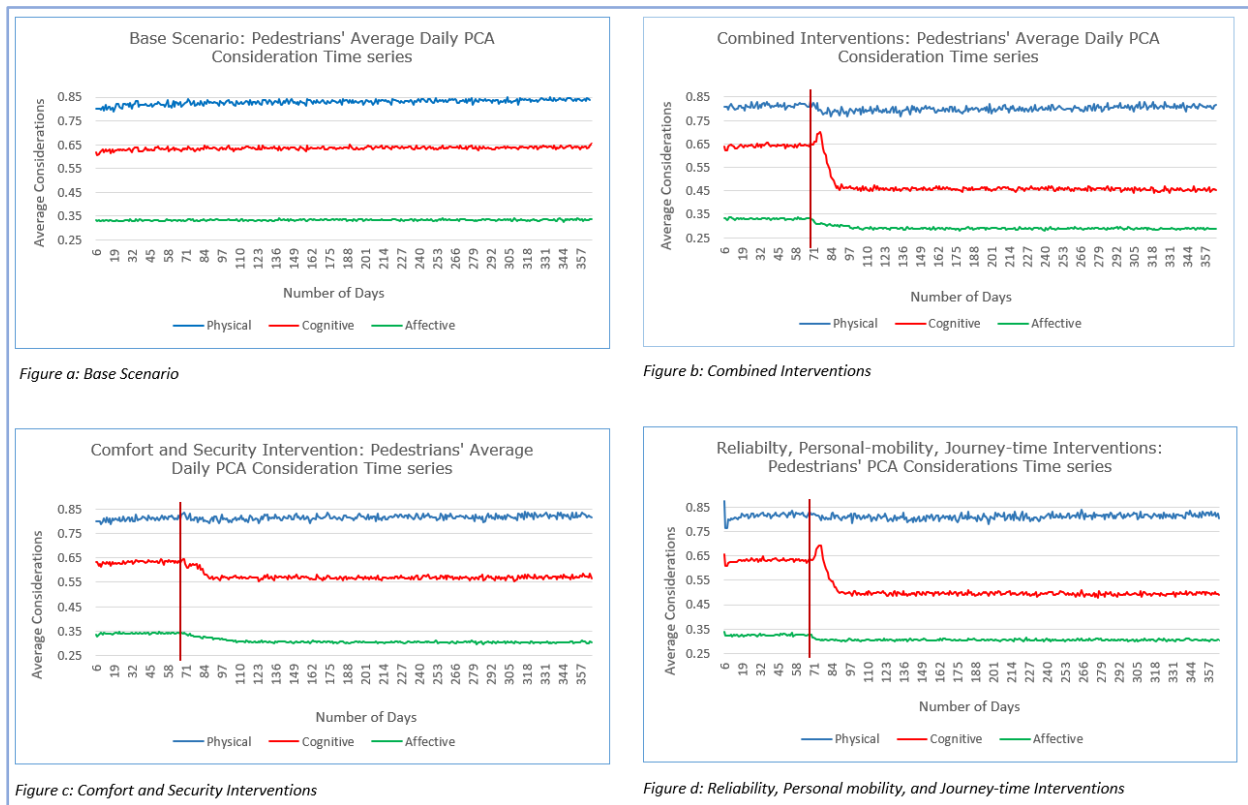 Base Scenario: Pedestrians' Average Daily PCA
Consideration Time series
Average Considerations
0.85
0.75
0.65
0.55
0.45
0.35
0.25
6 19 32 45 58 71 84 97 110 123 136 149 162 175 188 201 214 227 240 253 266 279 292 305 318 331 344 357
Number of Days
Physical Cognitive Affective
Figure a: Base Scenario
Combined Interventions: Pedestrians' Average Daily PCA
Consideration Time series
Average Considerations
0.85
0.75
0.65
0.55
0.45
0.35
0.25
6 19 32 45 58 71 84 97 110 123 136 149 162 175 188 201 214 227 240 253 266 279 292 305 318 331 344 357
Number of Days
Physical Cognitive Affective
Figure b: Combined Interventions
Comfort and Security Intervention: Pedestrians' Average
Daily PCA Consideration Time series
Average Considerations
0.85
0.75
0.65
0.55
0.45
0.35
0.25
6 19 32 45 58 71 84 97 110 123 136 149 162 175 188 201 214 227 240 253 266 279 292 305 318 331 344 357
Number of Days
Physical Cognitive Affective
Figure c: Comfort and Security Interventions
Reliabilty, Personal-mobility, Journey-time Interventions:
Pedestrians' PCA Considerations Time series
Average Considerations
0.85
0.75
0.65
0.55
0.45
0.35
0.25
6 19 32 45 58 71 84 97 110 123 136 149 162 175 188 201 214 227 240 253 266 279 292 305 318 331 344 357
Number of Days
Physical Cognitive Affective
Figure d: Reliability, Personal mobility, and Journey-time Interventions